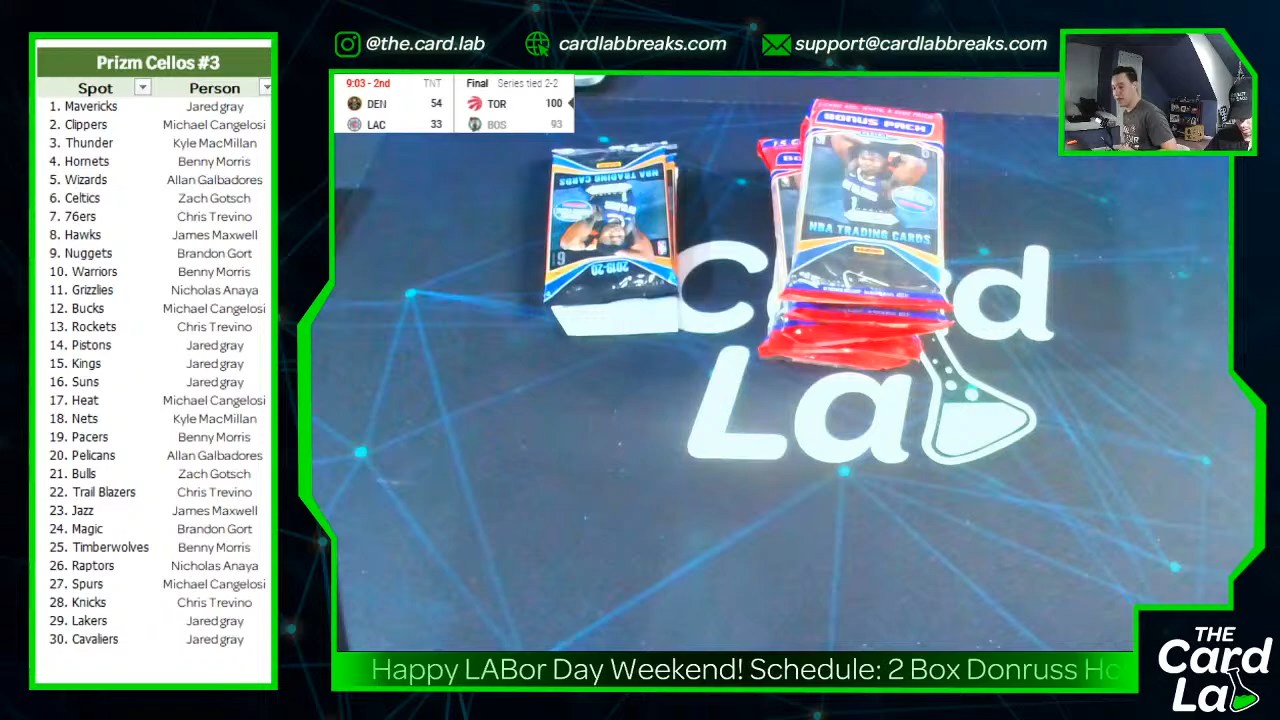 @the.card.lab
cardlabbreaks.com
support@cardlabbreaks.com
Prizm Cellos #3
Spot Person
1. Mavericks Jared gray
2. Clippers Michael Cangelosi
3. Thunder Kyle MacMillan
4. Hornets Benny Morris
5. Wizards Allan Galbadores
6. Celtics Zach Gotsch
7. 76ers Chris Trevino
8. Hawks James Maxwell
9. Nuggets Brandon Gort
10. Warriors Benny Morris
11. Grizzlies Nicholas Anaya
12. Bucks Michael Cangelosi
13. Rockets Chris Trevino
14. Pistons Jared gray
15. Kings Jared gray
16. Suns Jared gray
17. Heat Michael Cangelosi
18. Nets Kyle MacMillan
19. Pacers Benny Morris
20. Pelicans Allan Galbadores
21. Bulls Zach Gotsch
22. Trail Blazers Chris Trevino
23. Jazz James Maxwell
24. Magic Brandon Gort
25. Timberwolves Benny Morris
26. Raptors Nicholas Anaya
27. Spurs Michael Cangelosi
28. Knicks Chris Trevino
29. Lakers Jared gray
30. Cavaliers Jared gray
9:03 - 2nd TNT
DEN 54
LAC 33
Final Series tied 2-2
TOR 100
BOS 93
NBA TRADING CARDS
2019-20
BONUS PACK
NBA TRADING CARDS
Lab
Happy LABor Day Weekend! Schedule: 2 Box Donruss Ho
THE
Card
Lab